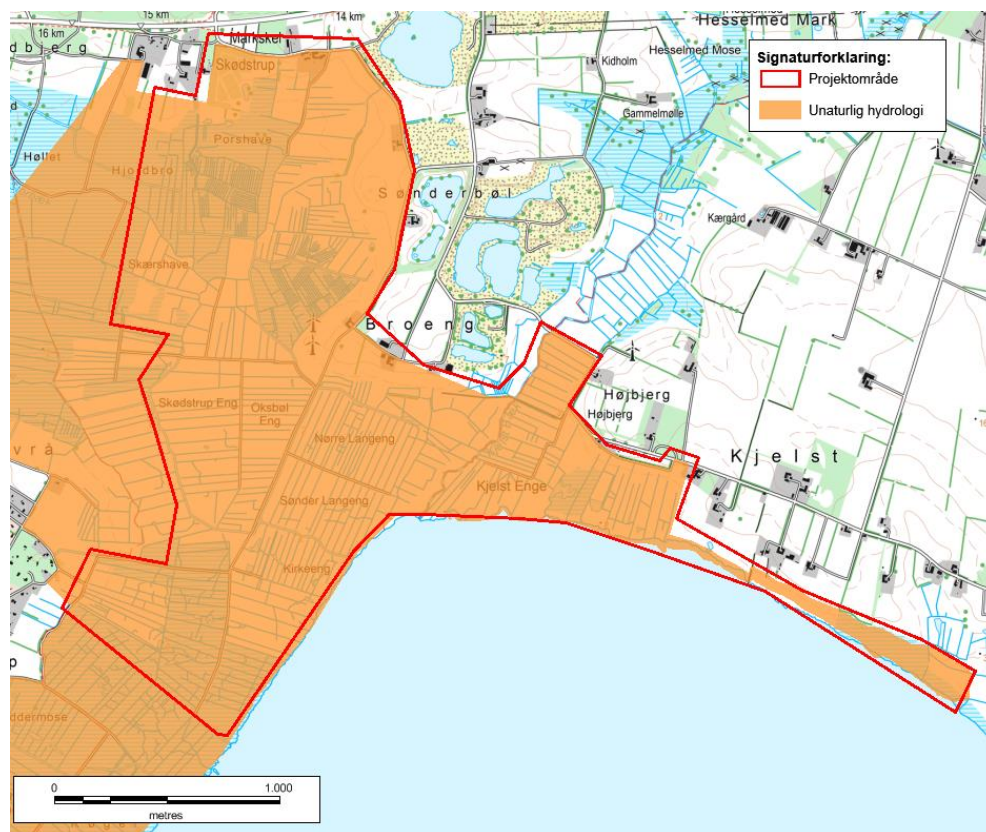 16 km
15 km
14 km
Hesselmed Mark
Markskel
Skødstrup
Hesselmed Mose
Kidholm
Gammelmølle
Signaturforklaring:
Projektområde
Unaturlig hydrologi
Porshave
Høllet
Hjordbro
Sønderbøl
Kærgård
Skærshave
Broeng
Skødstrup Eng
Oksbøl
Eng
Højbjerg
Højbjerg
Nørre Langeng
Kjelst
Kjelst Enge
Sønder Langeng
Kirkeeng
0 1.000
metres